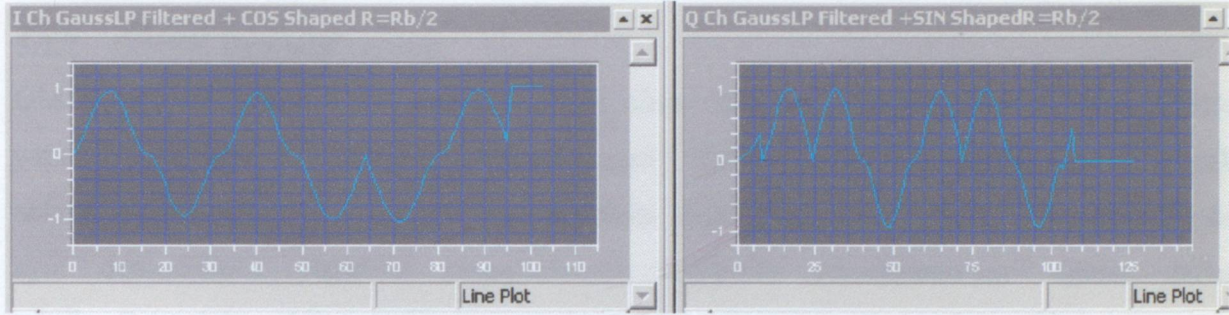 I Ch GaussLP Filtered + COS Shaped R=Rb/2
1
0
-1
0 10 20 30 40 50 60 70 80 90 100 110
Line Plot
Q Ch GaussLP Filtered +SIN ShapedR=Rb/2
1
0
-1
0 25 50 75 100 125
Line Plot